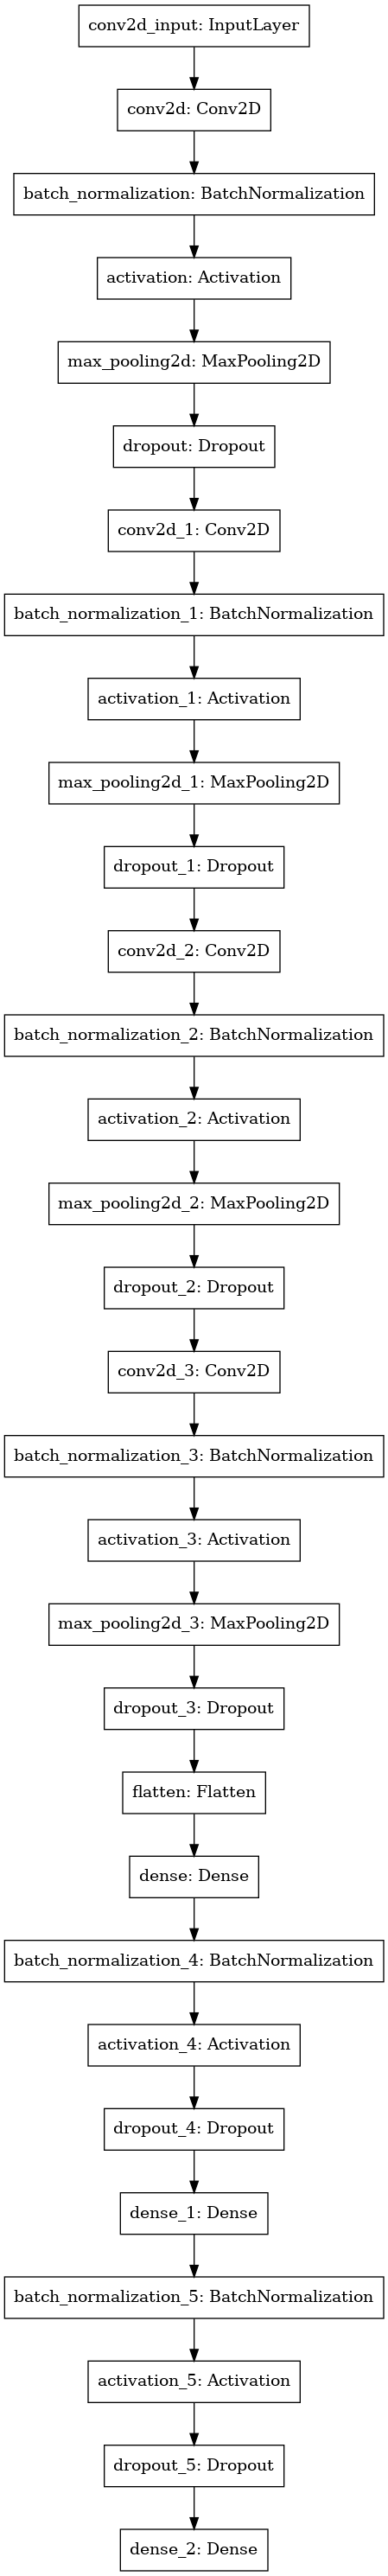 conv2d_input: InputLayer
conv2d: Conv2D
batch_normalization: BatchNormalization
activation: Activation
max_pooling2d: MaxPooling2D
dropout: Dropout
conv2d_1: Conv2D
batch_normalization_1: BatchNormalization
activation_1: Activation
max_pooling2d_1: MaxPooling2D
dropout_1: Dropout
conv2d_2: Conv2D
batch_normalization_2: BatchNormalization
activation_2: Activation
max_pooling2d_2: MaxPooling2D
dropout_2: Dropout
conv2d_3: Conv2D
batch_normalization_3: BatchNormalization
activation_3: Activation
max_pooling2d_3: MaxPooling2D
dropout_3: Dropout
flatten: Flatten
dense: Dense
batch_normalization_4: BatchNormalization
activation_4: Activation
dropout_4: Dropout
dense_1: Dense
batch_normalization_5: BatchNormalization
activation_5: Activation
dropout_5: Dropout
dense_2: Dense